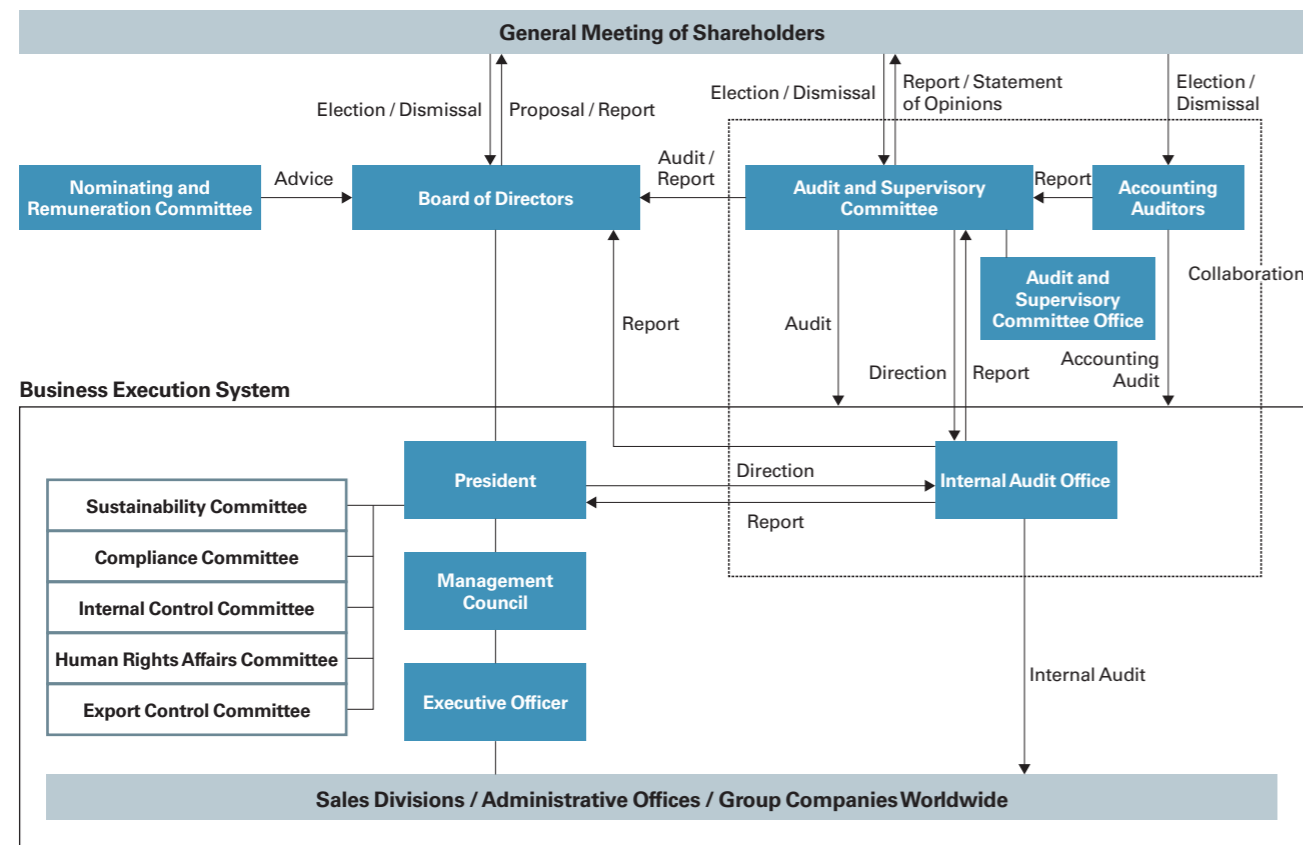 General Meeting of Shareholders
Election / Dismissal
Proposal / Report
Election / Dismissal
Report / Statement
of Opinions
Election /
Dismissal
Nominating and
Remuneration Committee
Advice
Board of Directors
Audit /
Report
Audit and Supervisory
Committee
Report
Accounting
Auditors
Collaboration
Audit and
Supervisory
Committee Office
Report
Audit
Direction
Report
Accounting
Audit
Business Execution System
President
Direction
Report
Internal Audit Office
Sustainability Committee
Compliance Committee
Internal Control Committee
Human Rights Affairs Committee
Export Control Committee
Management
Council
Executive Officer
Internal Audit
Sales Divisions / Administrative Offices / Group Companies Worldwide